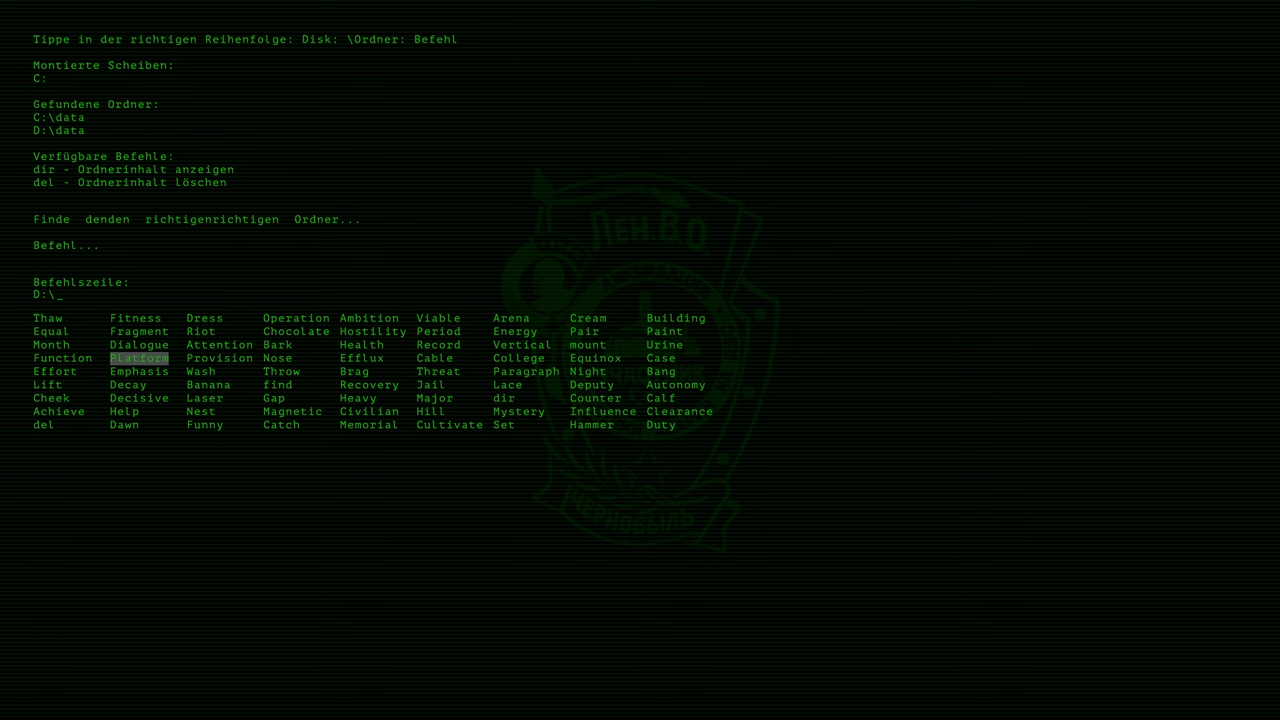 Tippe in der richtigen Reihenfolge: Disk: \Ordner: Befehl
Montierte Scheiben:
C:
Gefundene Ordner:
C:\data
D:\data
Verfügbare Befehle:
dir - Ordnerinhalt anzeigen
del - Ordnerinhalt löschen
Finde denden richtigenrichtigen Ordner...
Befehl...
Befehlszeile:
D:\_
Thaw Fitness Dress Operation Ambition Viable Arena Cream Building
Equal Fragment Riot Chocolate Hostility Period Energy Pair Paint
Month Dialogue Attention Bark Health Record Vertical mount Urine
Function Platform Provision Nose Efflux Cable College Equinox Case
Effort Emphasis Wash Throw Brag Threat Paragraph Night Bang
Lift Decay Banana find Recovery Jail Lace Deputy Autonomy
Cheek Decisive Laser Gap Heavy Major dir Counter Calf
Achieve Help Nest Magnetic Civilian Hill Mystery Influence Clearance
del Dawn Funny Catch Memorial Cultivate Set Hammer Duty
ЛЕН.В.О.
ЧЕРНОБЫЛЬ